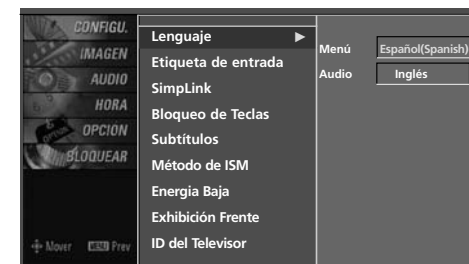 CONFIGU.
IMAGEN
AUDIO
HORA
OPCIÓN
BLOQUEAR
Mover MENU Prev
Lenguaje ▶
Etiqueta de entrada
SimpLink
Bloqueo de Teclas
Subtítulos
Método de ISM
Energia Baja
Exhibición Frente
ID del Televisor
Menú Español(Spanish)
Audio Inglés